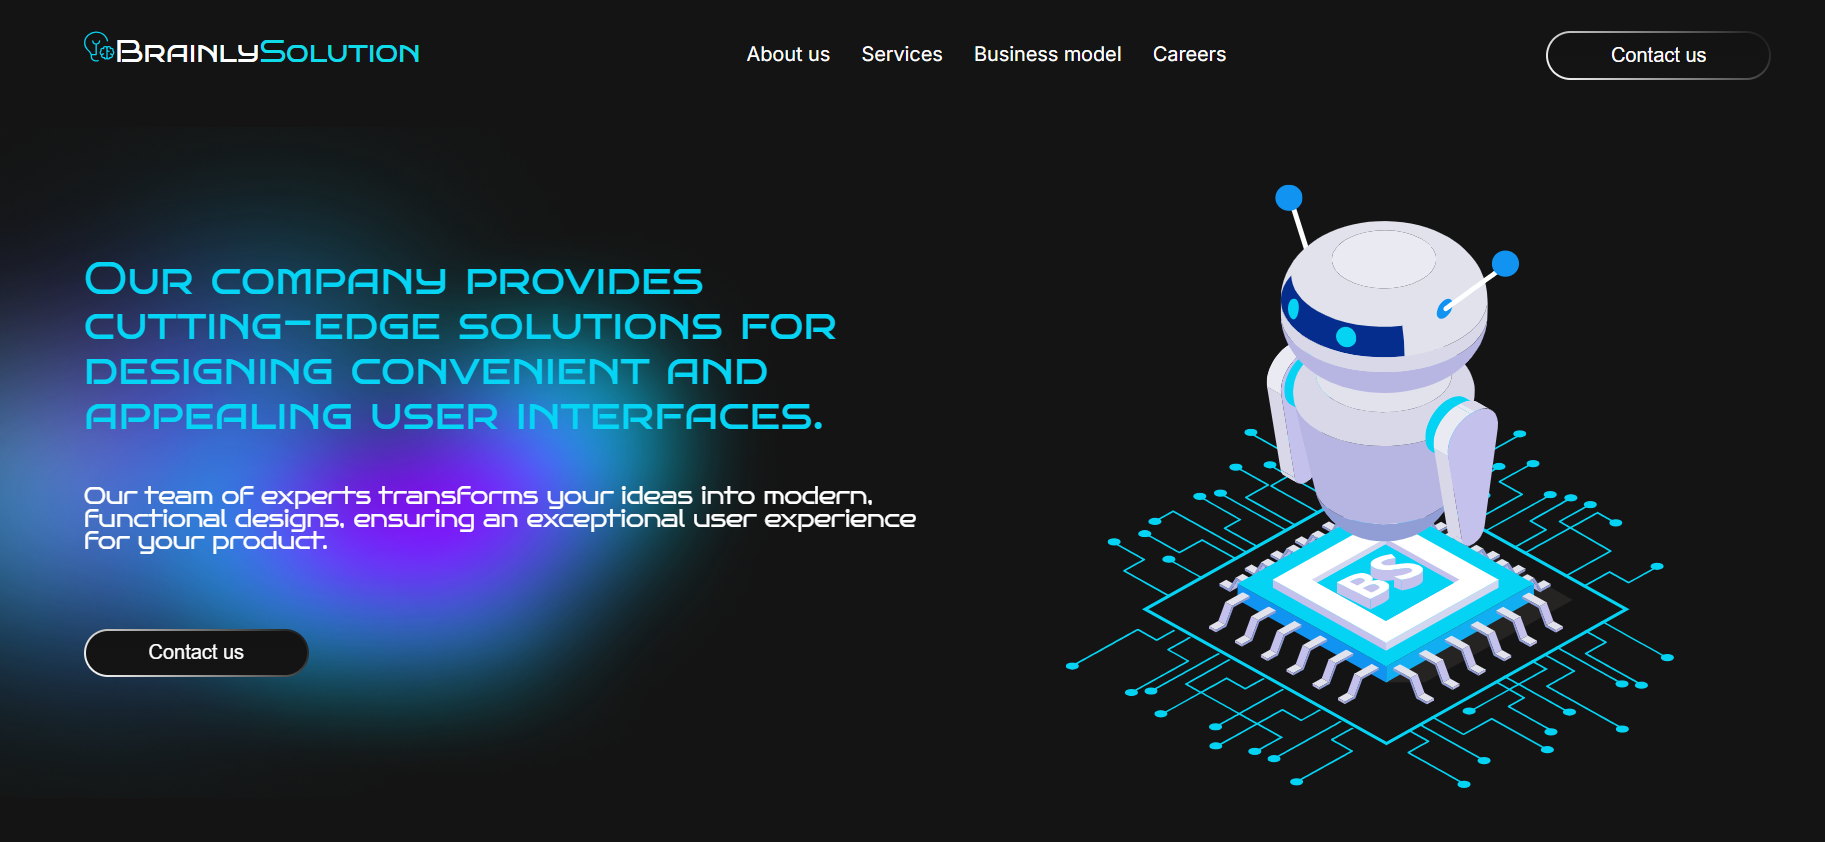 BrainlySolution
About us
Services
Business model
Careers
Contact us
Our company provides
cutting-edge solutions for
designing convenient and
appealing user interfaces.
Our team of experts transforms your ideas into modern,
functional designs, ensuring an exceptional user experience
for your product.
Contact us
BS